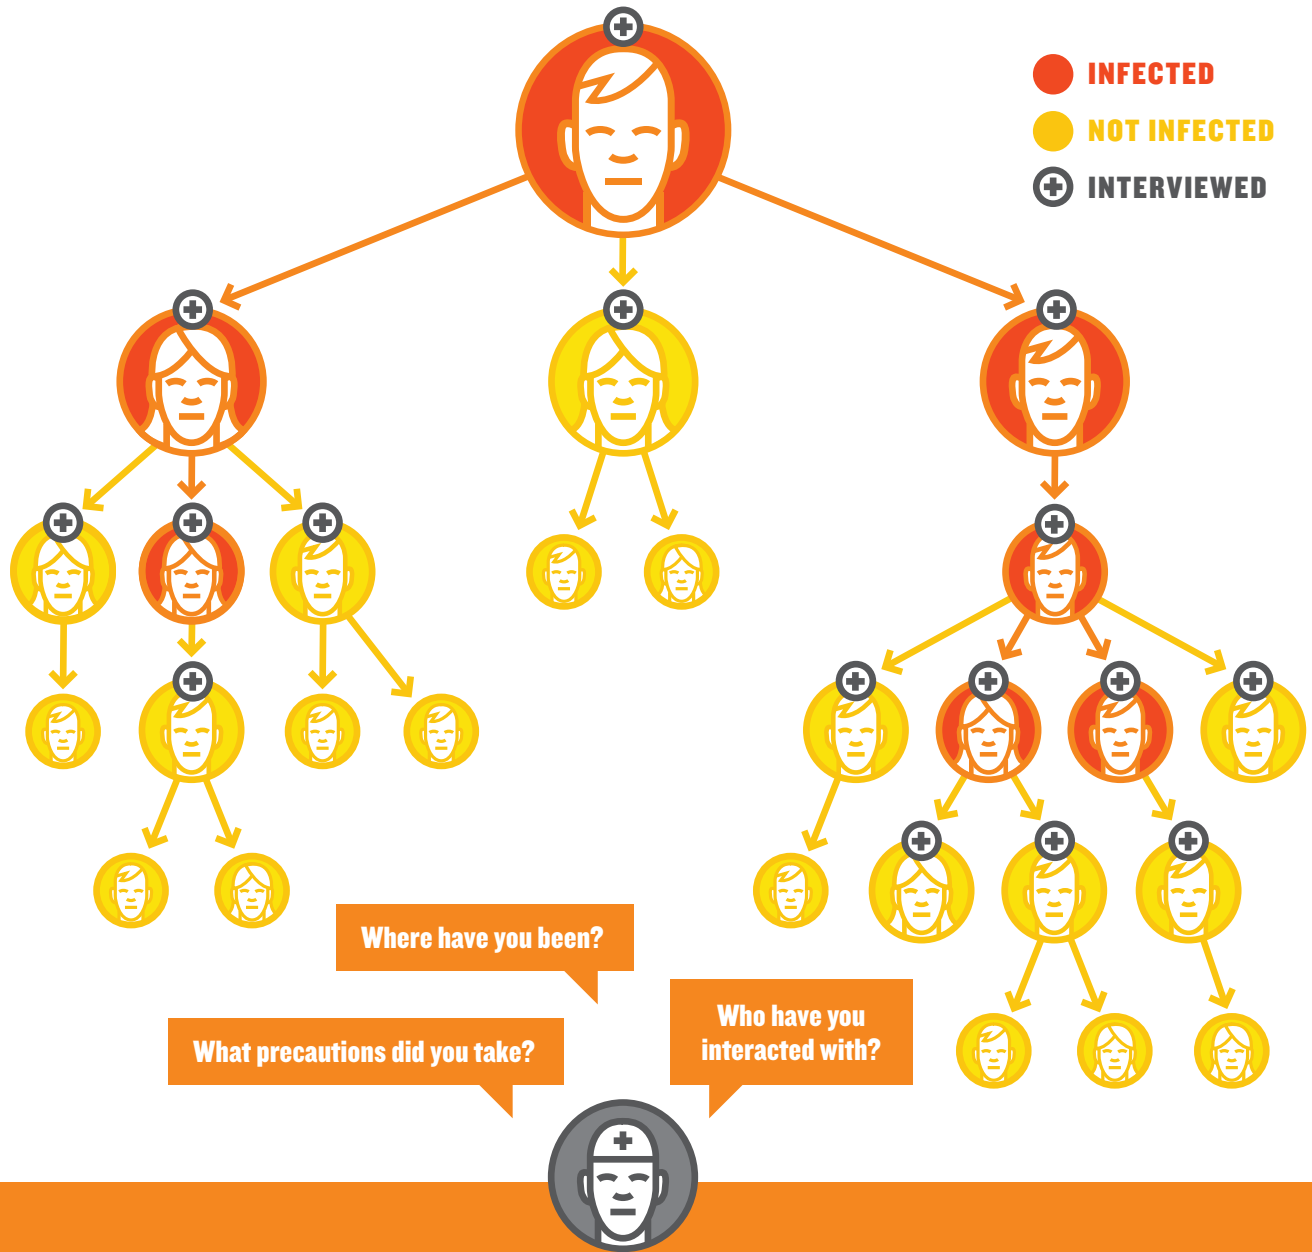 INFECTED
NOT INFECTED
INTERVIEWED
Where have you been?
What precautions did you take?
Who have you
interacted with?